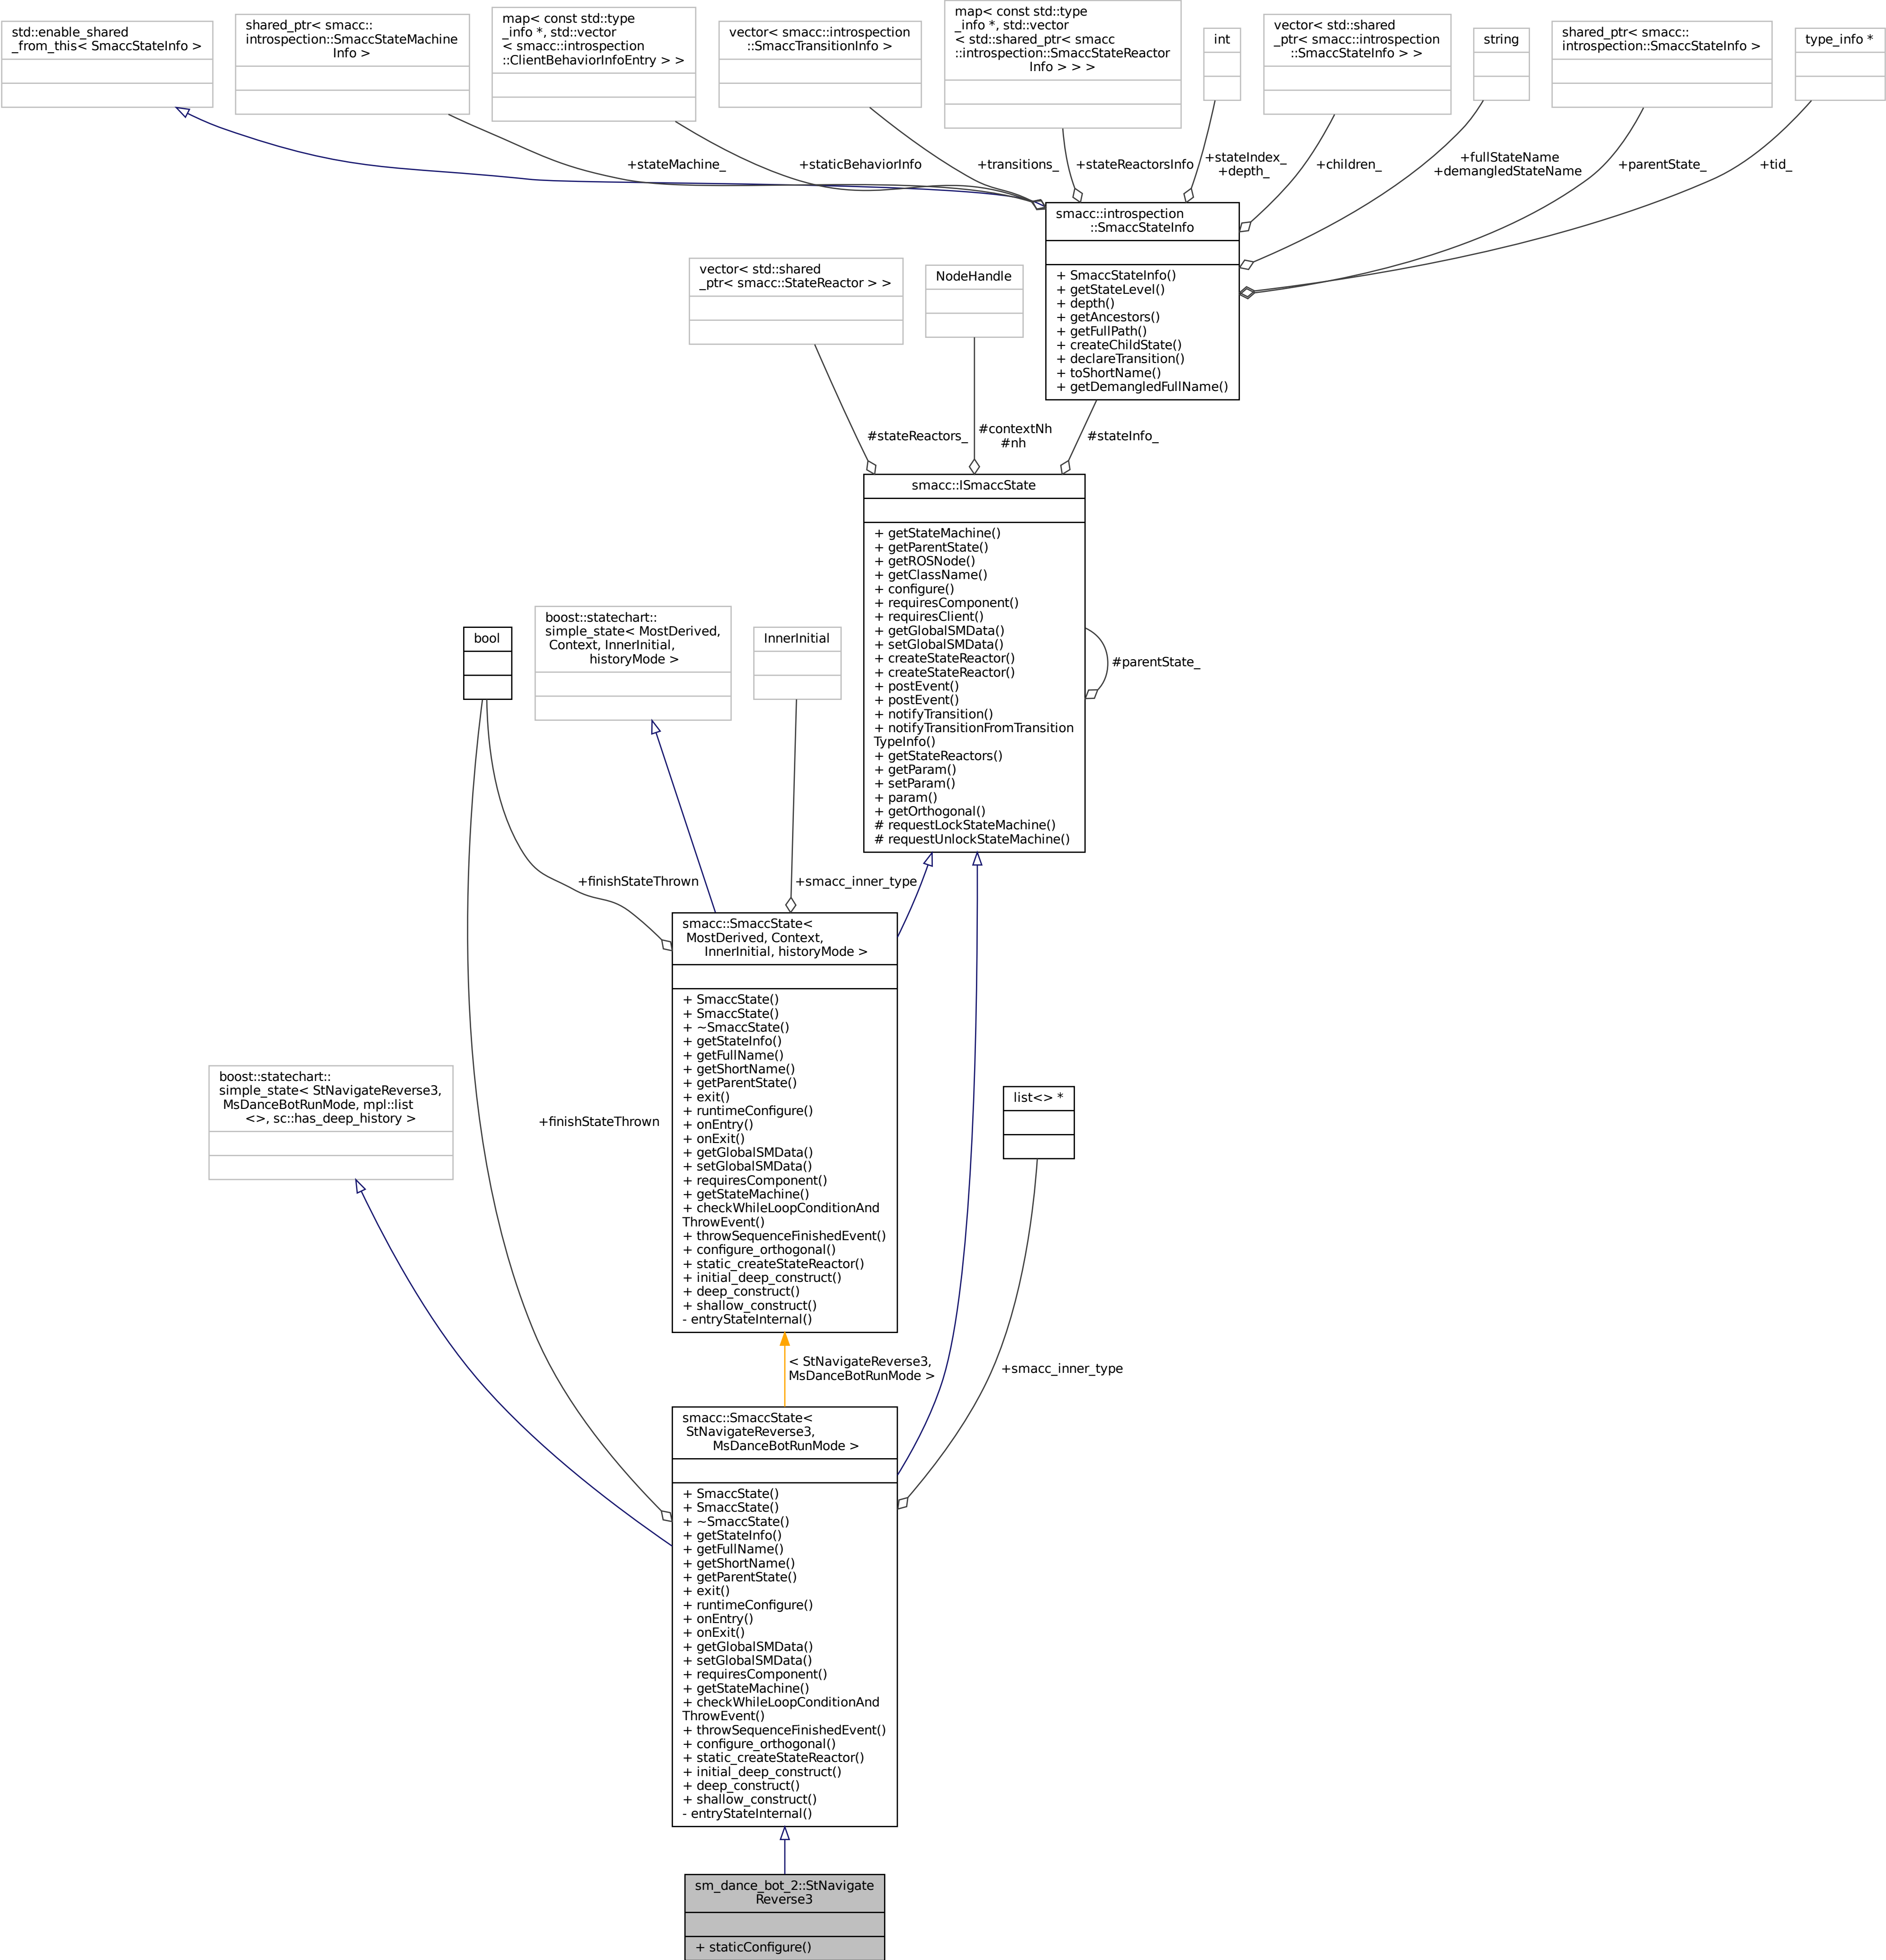 std::enable_shared
_from_this< SmaccStateInfo >
shared_ptr< smacc::
introspection::SmaccStateMachine
Info >
map< const std::type
_info *, std::vector
< smacc::introspection
::ClientBehaviorInfoEntry > >
vector< smacc::introspection
::SmaccTransitionInfo >
map< const std::type
_info *, std::vector
< std::shared_ptr< smacc
::introspection::SmaccStateReactor
Info > > >
int
vector< std::shared
_ptr< smacc::introspection
::SmaccStateInfo > >
string
shared_ptr< smacc::
introspection::SmaccStateInfo >
type_info *
+stateMachine_
+staticBehaviorInfo
+transitions_
+stateReactorsInfo
+stateIndex_
+depth_
+children_
+fullStateName
+demangledStateName
+parentState_
+tid_
smacc::introspection
::SmaccStateInfo
+ SmaccStateInfo()
+ getStateLevel()
+ depth()
+ getAncestors()
+ getFullPath()
+ createChildState()
+ declareTransition()
+ toShortName()
+ getDemangledFullName()
vector< std::shared
_ptr< smacc::StateReactor > >
NodeHandle
#stateReactors_
#contextNh
#nh
#stateInfo_
smacc::ISmaccState
+ getStateMachine()
+ getParentState()
+ getROSNode()
+ getClassName()
+ configure()
+ requiresComponent()
+ requiresClient()
+ getGlobalSMData()
+ setGlobalSMData()
+ createStateReactor()
+ createStateReactor()
+ postEvent()
+ postEvent()
+ notifyTransition()
+ notifyTransitionFromTransition
TypeInfo()
+ getStateReactors()
+ getParam()
+ setParam()
+ param()
+ getOrthogonal()
# requestLockStateMachine()
# requestUnlockStateMachine()
#parentState_
bool
boost::statechart::
simple_state< MostDerived,
Context, InnerInitial,
historyMode >
InnerInitial
+finishStateThrown
+smacc_inner_type
smacc::SmaccState<
MostDerived, Context,
InnerInitial, historyMode >
+ SmaccState()
+ SmaccState()
+ ~SmaccState()
+ getStateInfo()
+ getFullName()
+ getShortName()
+ getParentState()
+ exit()
+ runtimeConfigure()
+ onEntry()
+ onExit()
+ getGlobalSMData()
+ setGlobalSMData()
+ requiresComponent()
+ getStateMachine()
+ checkWhileLoopConditionAnd
ThrowEvent()
+ throwSequenceFinishedEvent()
+ configure_orthogonal()
+ static_createStateReactor()
+ initial_deep_construct()
+ deep_construct()
+ shallow_construct()
- entryStateInternal()
boost::statechart::
simple_state< StNavigateReverse3,
MsDanceBotRunMode, mpl::list
<>, sc::has_deep_history >
+finishStateThrown
list<> *
< StNavigateReverse3,
MsDanceBotRunMode >
+smacc_inner_type
smacc::SmaccState<
StNavigateReverse3,
MsDanceBotRunMode >
+ SmaccState()
+ SmaccState()
+ ~SmaccState()
+ getStateInfo()
+ getFullName()
+ getShortName()
+ getParentState()
+ exit()
+ runtimeConfigure()
+ onEntry()
+ onExit()
+ getGlobalSMData()
+ setGlobalSMData()
+ requiresComponent()
+ getStateMachine()
+ checkWhileLoopConditionAnd
ThrowEvent()
+ throwSequenceFinishedEvent()
+ configure_orthogonal()
+ static_createStateReactor()
+ initial_deep_construct()
+ deep_construct()
+ shallow_construct()
- entryStateInternal()
sm_dance_bot_2::StNavigate
Reverse3
+ staticConfigure()